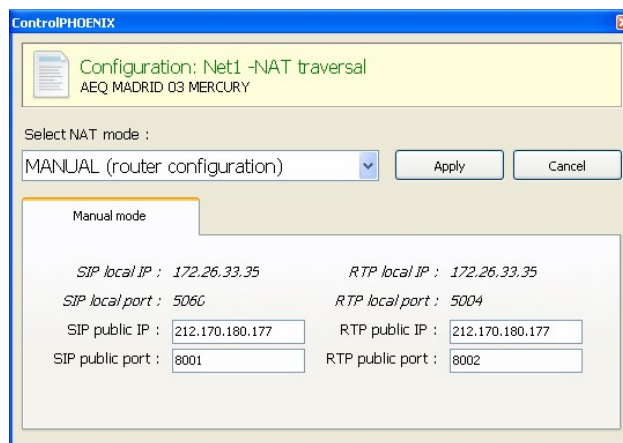 ControlPHOENIX
Configuration: Net1 -NAT traversal
AEQ MADRID 03 MERCURY
Select NAT mode :
MANUAL (router configuration) Apply Cancel
Manual mode
SIP local IP : 172.26.33.35 RTP local IP : 172.26.33.35
SIP local port : 5060 RTP local port : 5004
SIP public IP : 212.170.180.177 RTP public IP : 212.170.180.177
SIP public port : 8001 RTP public port : 8002